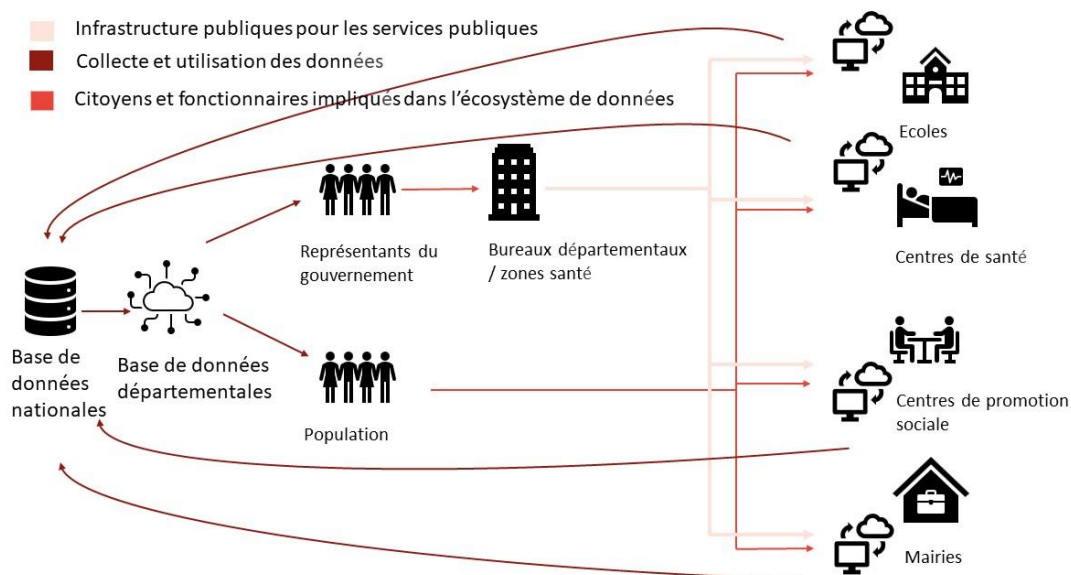 Infrastructure publiques pour les services publiques
Collecte et utilisation des données
Citoyens et fonctionnaires impliqués dans l'écosystème de données
Ecoles
Représentants du
gouvernement
Bureaux départementaux
/ zones santé
Centres de santé
Base de
données
nationales
Base de données
départementales
Population
Centres de promotion
sociale
Mairies